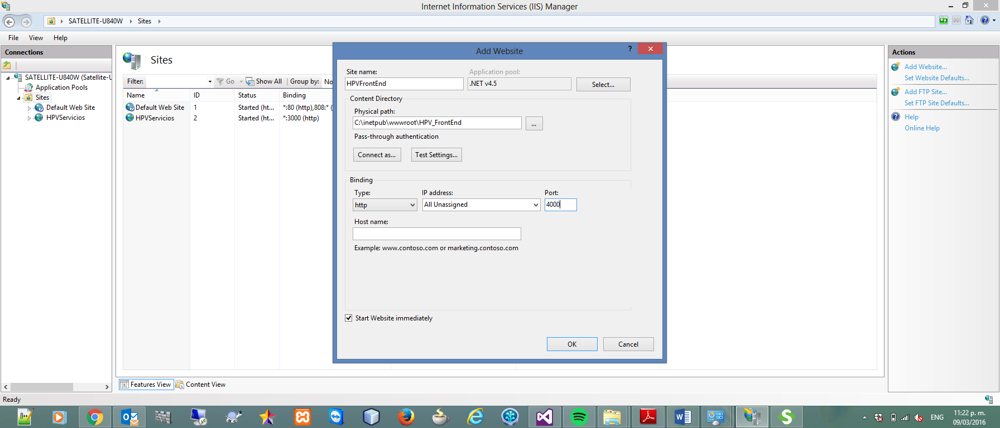 Internet Information Services (IIS) Manager
SATELLITE-U840W Sites
File View Help
Connections
SATELLITE-U840W (Satellite-U
Application Pools
Sites
Default Web Site
HPVServicios
Sites
Filter: Go Show All Group by: No
Name ID Status Binding
Default Web Site 1 Started (ht... *:80 (http),808:* (
HPVServicios 2 Started (ht... *:3000 (http)
Features View Content View
Add Website
?
Site name: Application pool:
HPVFrontEnd .NET v4.5 Select...
Content Directory
Physical path:
C:\inetpub\wwwroot\HPV_FrontEnd ...
Pass-through authentication
Connect as... Test Settings...
Binding
Type: IP address: Port:
http All Unassigned 4000
Host name:
Example: www.contoso.com or marketing.contoso.com
Start Website immediately
OK Cancel
Actions
Add Website...
Set Website Defaults...
Add FTP Site...
Set FTP Site Defaults...
Help
Online Help
Ready
ENG
11:22 p. m.
09/03/2016